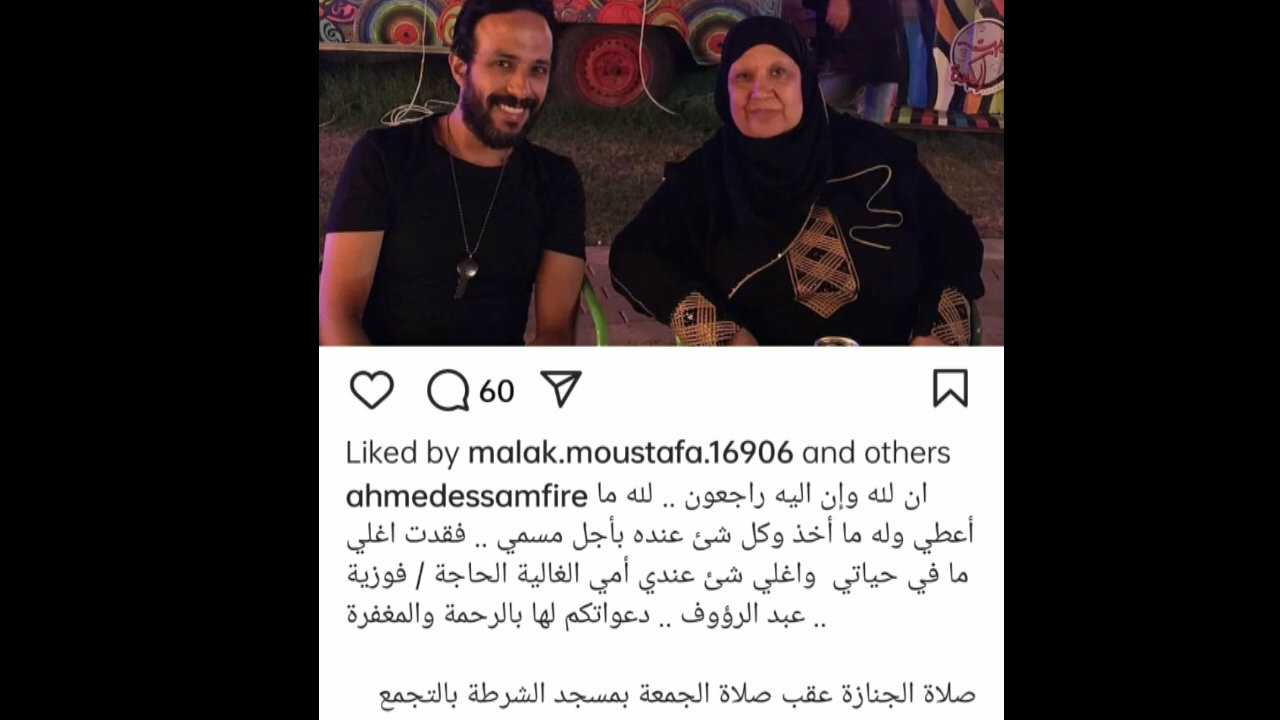 60
Liked by malak.moustafa.16906 and others
ahmedessamfire ان لله وإن اليه راجعون .. لله ما
أعطي وله ما أخذ وكل شئ عنده بأجل مسمي .. فقدت اغلي
ما في حياتي واغلي شئ عندي أمي الغالية الحاجة / فوزية
عبد الرؤوف .. دعواتكم لها بالرحمة والمغفرة ..
صلاة الجنازة عقب صلاة الجمعة بمسجد الشرطة بالتجمع